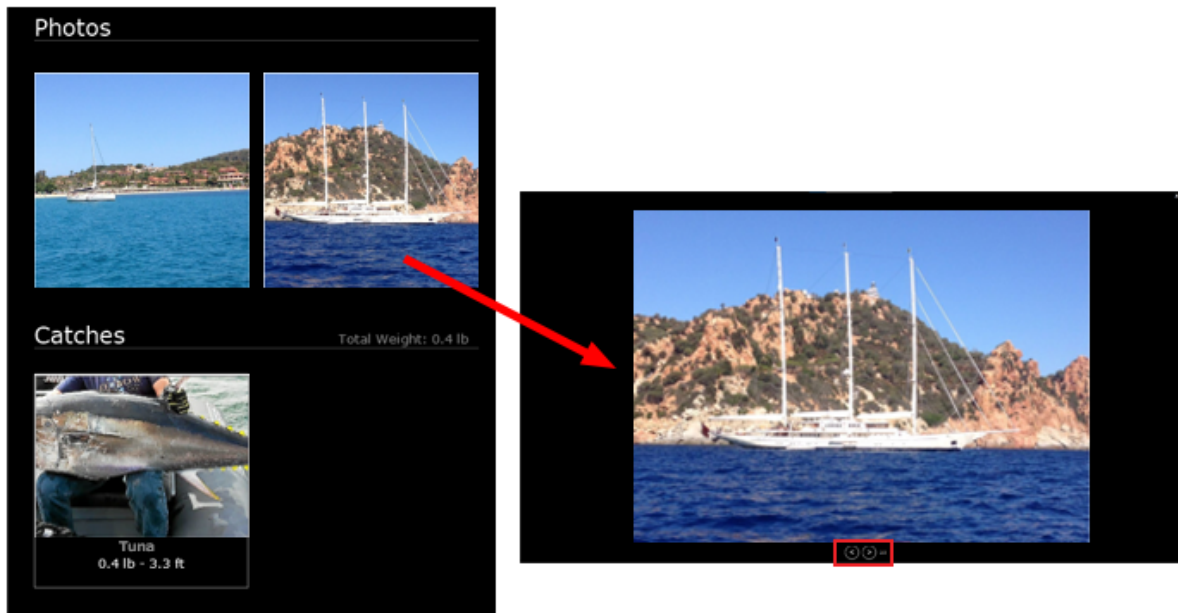 Photos
Catches
Total Weight: 0.4 lb
Tuna
0.4 lb - 3.3 ft